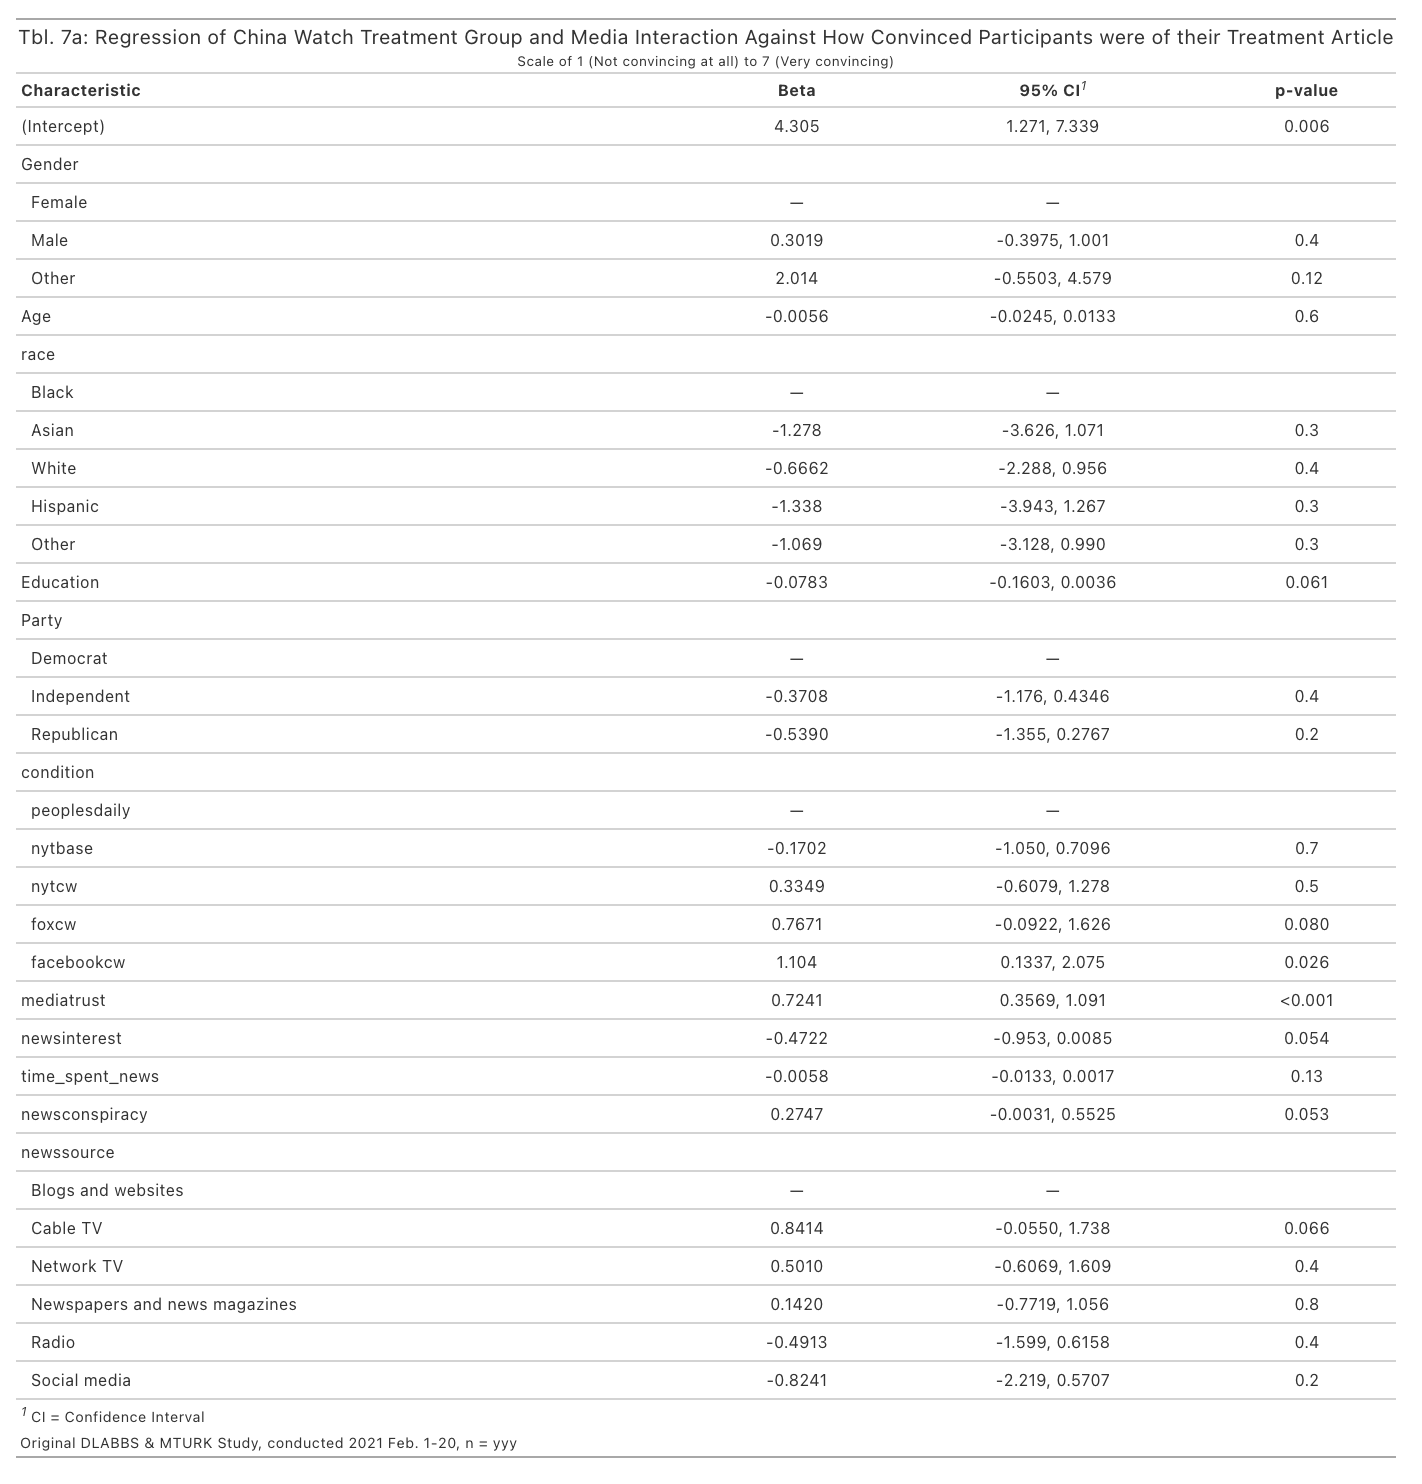 Tbl. 7a: Regression of China Watch Treatment Group and Media Interaction Against How Convinced Participants were of their Treatment Article
Scale of 1 (Not convincing at all) to 7 (Very convincing)
Characteristic Beta 95% CI1 p-value
(Intercept) 4.305 1.271, 7.339 0.006
Gender
Female — —
Male 0.3019 -0.3975, 1.001 0.4
Other 2.014 -0.5503, 4.579 0.12
Age -0.0056 -0.0245, 0.0133 0.6
race
Black — —
Asian -1.278 -3.626, 1.071 0.3
White -0.6662 -2.288, 0.956 0.4
Hispanic -1.338 -3.943, 1.267 0.3
Other -1.069 -3.128, 0.990 0.3
Education -0.0783 -0.1603, 0.0036 0.061
Party
Democrat — —
Independent -0.3708 -1.176, 0.4346 0.4
Republican -0.5390 -1.355, 0.2767 0.2
condition
peoplesdaily — —
nytbase -0.1702 -1.050, 0.7096 0.7
nytcw 0.3349 -0.6079, 1.278 0.5
foxcw 0.7671 -0.0922, 1.626 0.080
facebookcw 1.104 0.1337, 2.075 0.026
mediatrust 0.7241 0.3569, 1.091 <0.001
newsinterest -0.4722 -0.953, 0.0085 0.054
time_spent_news -0.0058 -0.0133, 0.0017 0.13
newsconspiracy 0.2747 -0.0031, 0.5525 0.053
newssource
Blogs and websites — —
Cable TV 0.8414 -0.0550, 1.738 0.066
Network TV 0.5010 -0.6069, 1.609 0.4
Newspapers and news magazines 0.1420 -0.7719, 1.056 0.8
Radio -0.4913 -1.599, 0.6158 0.4
Social media -0.8241 -2.219, 0.5707 0.2
1 CI = Confidence Interval
Original DLABBS & MTURK Study, conducted 2021 Feb. 1-20, n = yyy